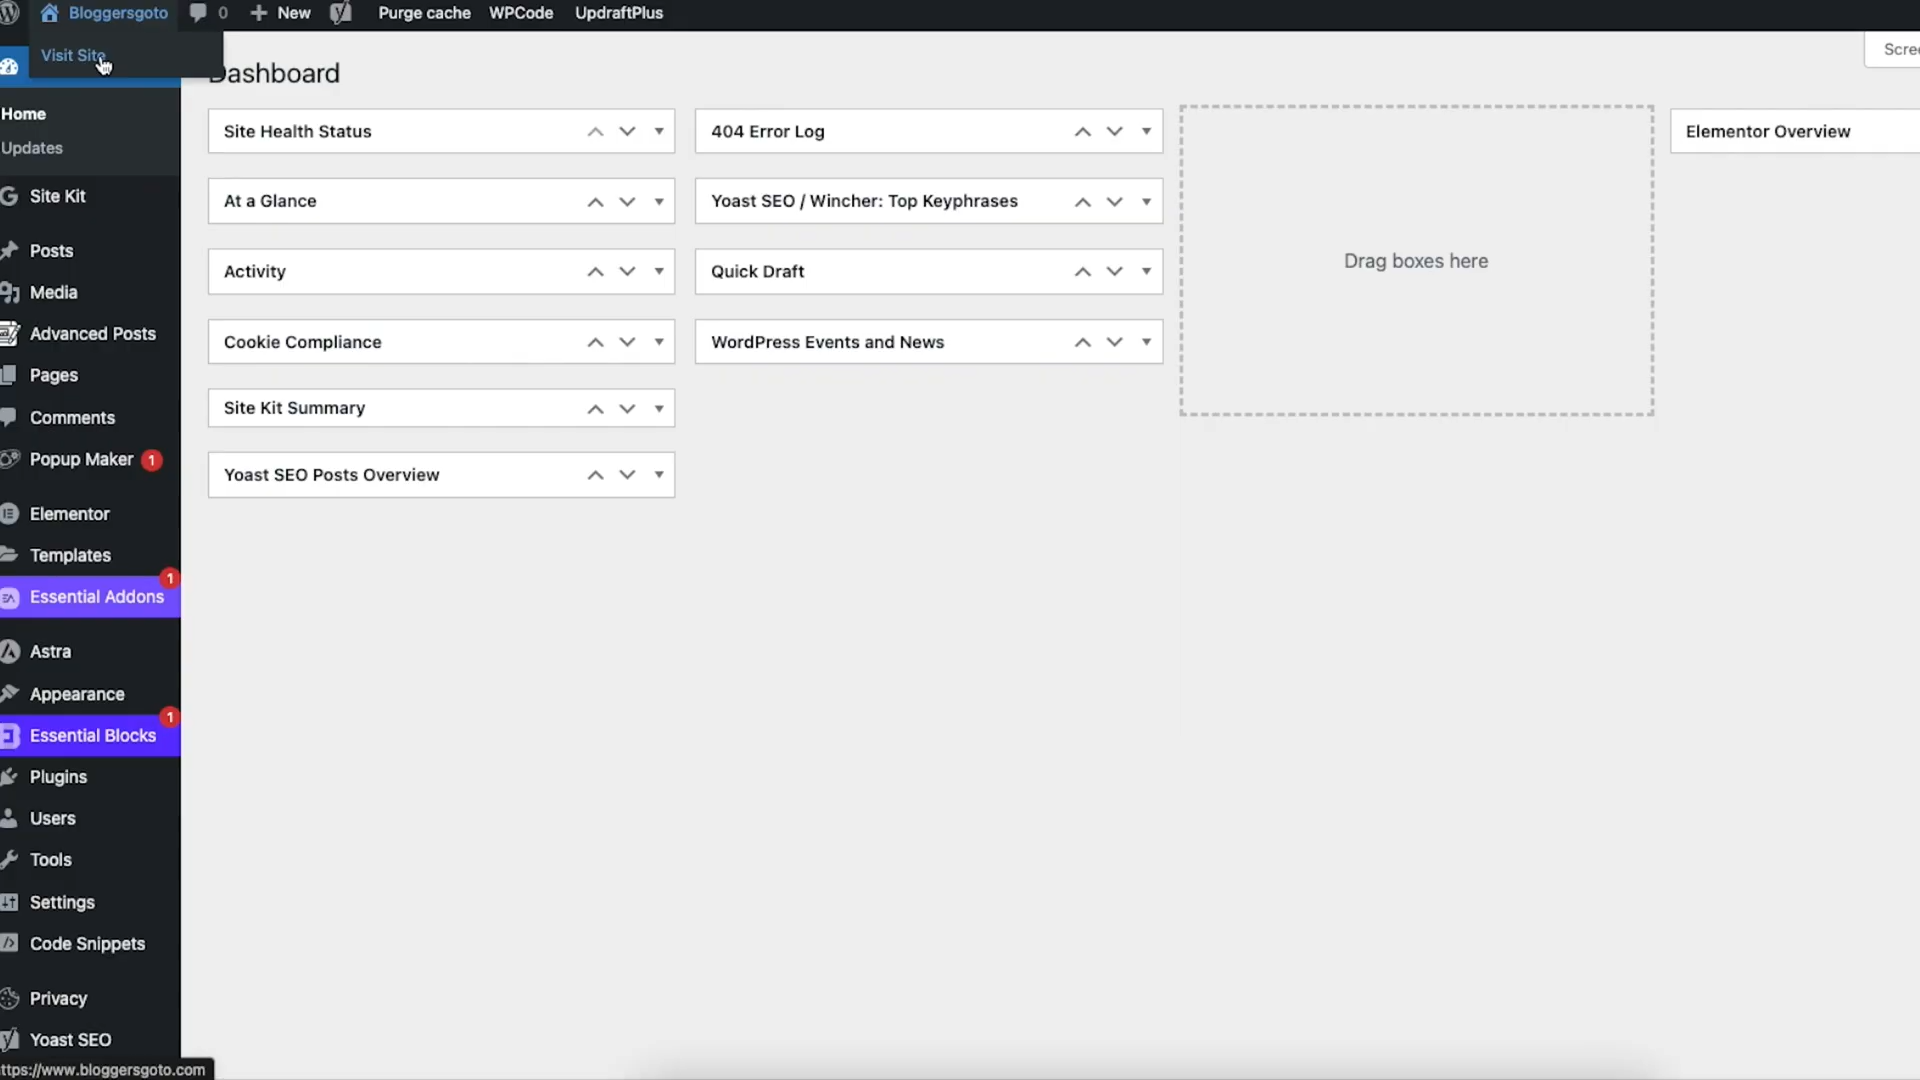 Bloggersgoto 0 New Purge cache WPCode UpdraftPlus
Visit Site
Dashboard
Home
Updates
Site Kit
Posts
Media
Advanced Posts
Pages
Comments
Popup Maker 1
Elementor
Templates
1
Essential Addons
Astra
Appearance
1
Essential Blocks
Plugins
Users
Tools
Settings
Code Snippets
Privacy
Yoast SEO
ttps://www.bloggersgoto.com
Site Health Status
At a Glance
Activity
Cookie Compliance
Site Kit Summary
Yoast SEO Posts Overview
404 Error Log
Yoast SEO / Wincher: Top Keyphrases
Quick Draft
WordPress Events and News
Drag boxes here
Scree
Elementor Overview